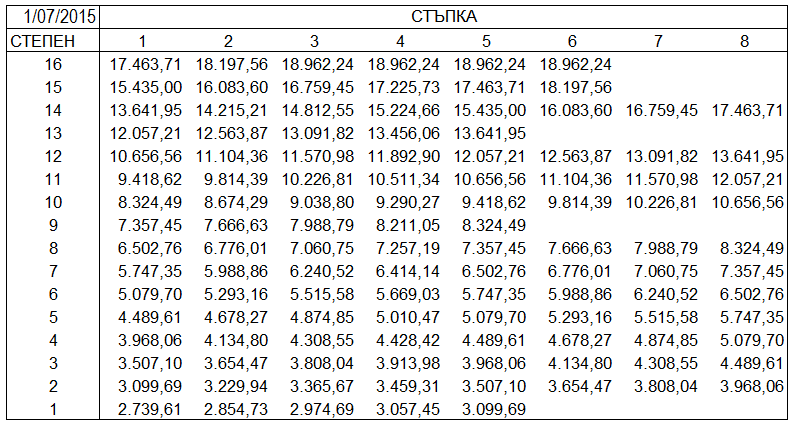 1/07/2015 СТЪПКА
СТЕПЕН 1 2 3 4 5 6 7 8
16 17.463,71 18.197,56 18.962,24 18.962,24 18.962,24 18.962,24
15 15.435,00 16.083,60 16.759,45 17.225,73 17.463,71 18.197,56
14 13.641,95 14.215,21 14.812,55 15.224,66 15.435,00 16.083,60 16.759,45 17.463,71
13 12.057,21 12.563,87 13.091,82 13.456,06 13.641,95
12 10.656,56 11.104,36 11.570,98 11.892,90 12.057,21 12.563,87 13.091,82 13.641,95
11 9.418,62 9.814,39 10.226,81 10.511,34 10.656,56 11.104,36 11.570,98 12.057,21
10 8.324,49 8.674,29 9.038,80 9.290,27 9.418,62 9.814,39 10.226,81 10.656,56
9 7.357,45 7.666,63 7.988,79 8.211,05 8.324,49
8 6.502,76 6.776,01 7.060,75 7.257,19 7.357,45 7.666,63 7.988,79 8.324,49
7 5.747,35 5.988,86 6.240,52 6.414,14 6.502,76 6.776,01 7.060,75 7.357,45
6 5.079,70 5.293,16 5.515,58 5.669,03 5.747,35 5.988,86 6.240,52 6.502,76
5 4.489,61 4.678,27 4.874,85 5.010,47 5.079,70 5.293,16 5.515,58 5.747,35
4 3.968,06 4.134,80 4.308,55 4.428,42 4.489,61 4.678,27 4.874,85 5.079,70
3 3.507,10 3.654,47 3.808,04 3.913,98 3.968,06 4.134,80 4.308,55 4.489,61
2 3.099,69 3.229,94 3.365,67 3.459,31 3.507,10 3.654,47 3.808,04 3.968,06
1 2.739,61 2.854,73 2.974,69 3.057,45 3.099,69